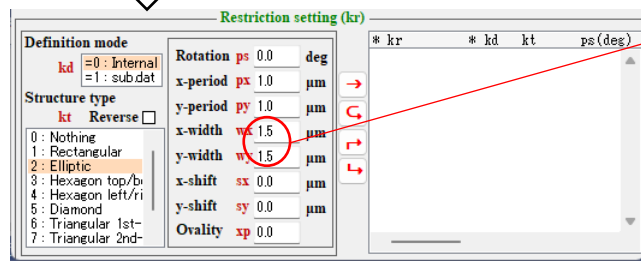 Restriction setting (kr)
Definition mode
kd
=0 : Internal
=1 : sub.dat
Structure type
kt Reverse
0 : Nothing
1 : Rectangular
2 : Elliptic
3 : Hexagon top/b
4 : Hexagon left/ri
5 : Diamond
6 : Triangular 1st-
7 : Triangular 2nd-
Rotation ps 0.0 deg
x-period px 1.0 μm
y-period py 1.0 μm
x-width wx 1.5 μm
y-width wy 1.5 μm
x-shift sx 0.0 μm
y-shift sy 0.0 μm
Ovality xp 0.0
* kr * kd kt ps(deg)